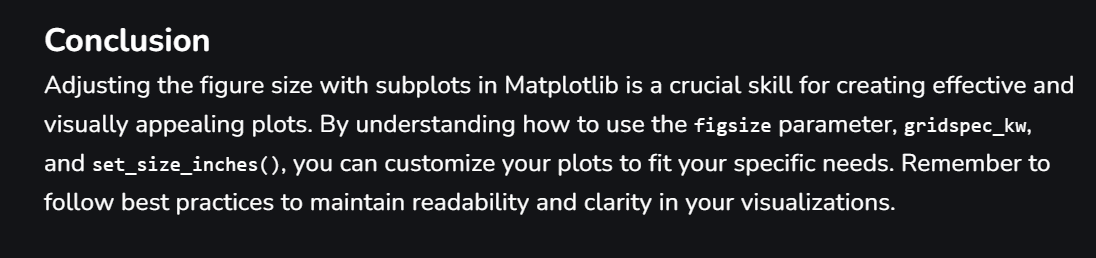 Conclusion
Adjusting the figure size with subplots in Matplotlib is a crucial skill for creating effective and
visually appealing plots. By understanding how to use the figsize parameter, gridspec_kw,
and set_size_inches(), you can customize your plots to fit your specific needs. Remember to
follow best practices to maintain readability and clarity in your visualizations.